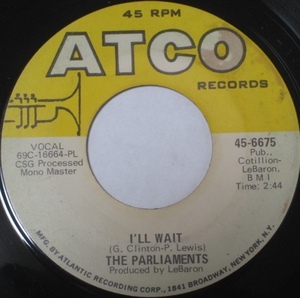 45 RPM
ATCO
RECORDS
VOCAL
69C-16664-PL
CSG Processed
Mono Master
45-6675
Pub.,
Cotillion-
LeBaron.
BMI
Time: 2:44
I'LL WAIT
(G. Clinton-P. Lewis)
THE PARLIAMENTS
Produced by LeBaron
MFG. BY ATLANTIC RECORDING CORP., 1841 BROADWAY, NEW YORK, N.Y.